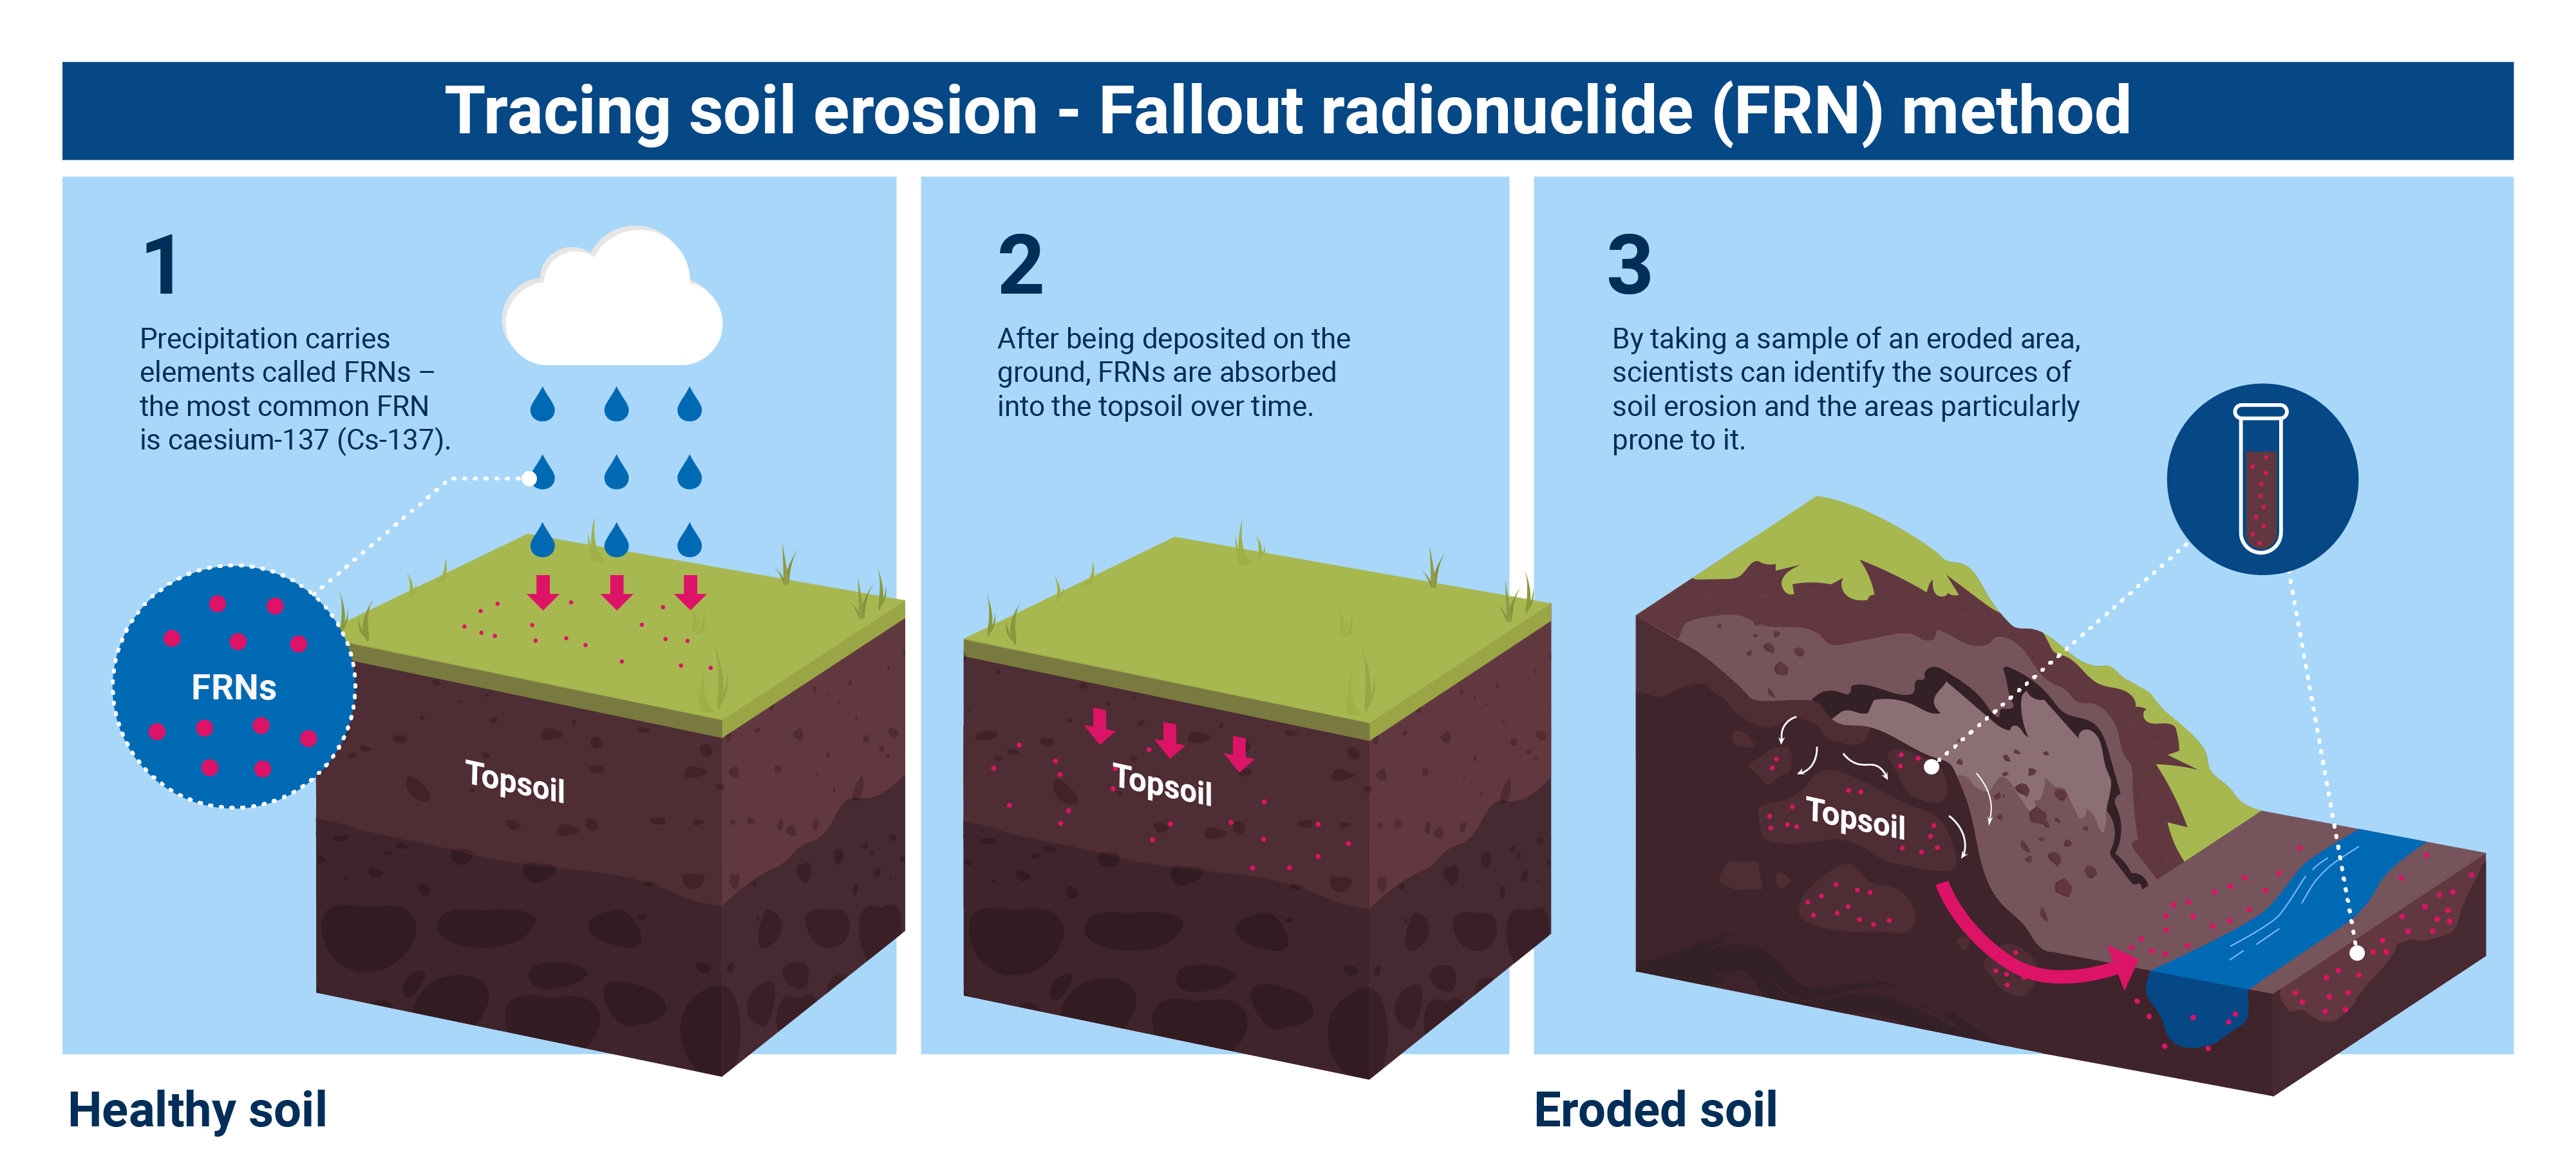 Tracing soil erosion - Fallout radionuclide (FRN) method
1
Precipitation carries
elements called FRNs –
the most common FRN
is caesium-137 (Cs-137).
FRNs
Topsoil
2
After being deposited on the
ground, FRNs are absorbed
into the topsoil over time.
Topsoil
3
By taking a sample of an eroded area,
scientists can identify the sources of
soil erosion and the areas particularly
prone to it.
Topsoil
Healthy soil
Eroded soil